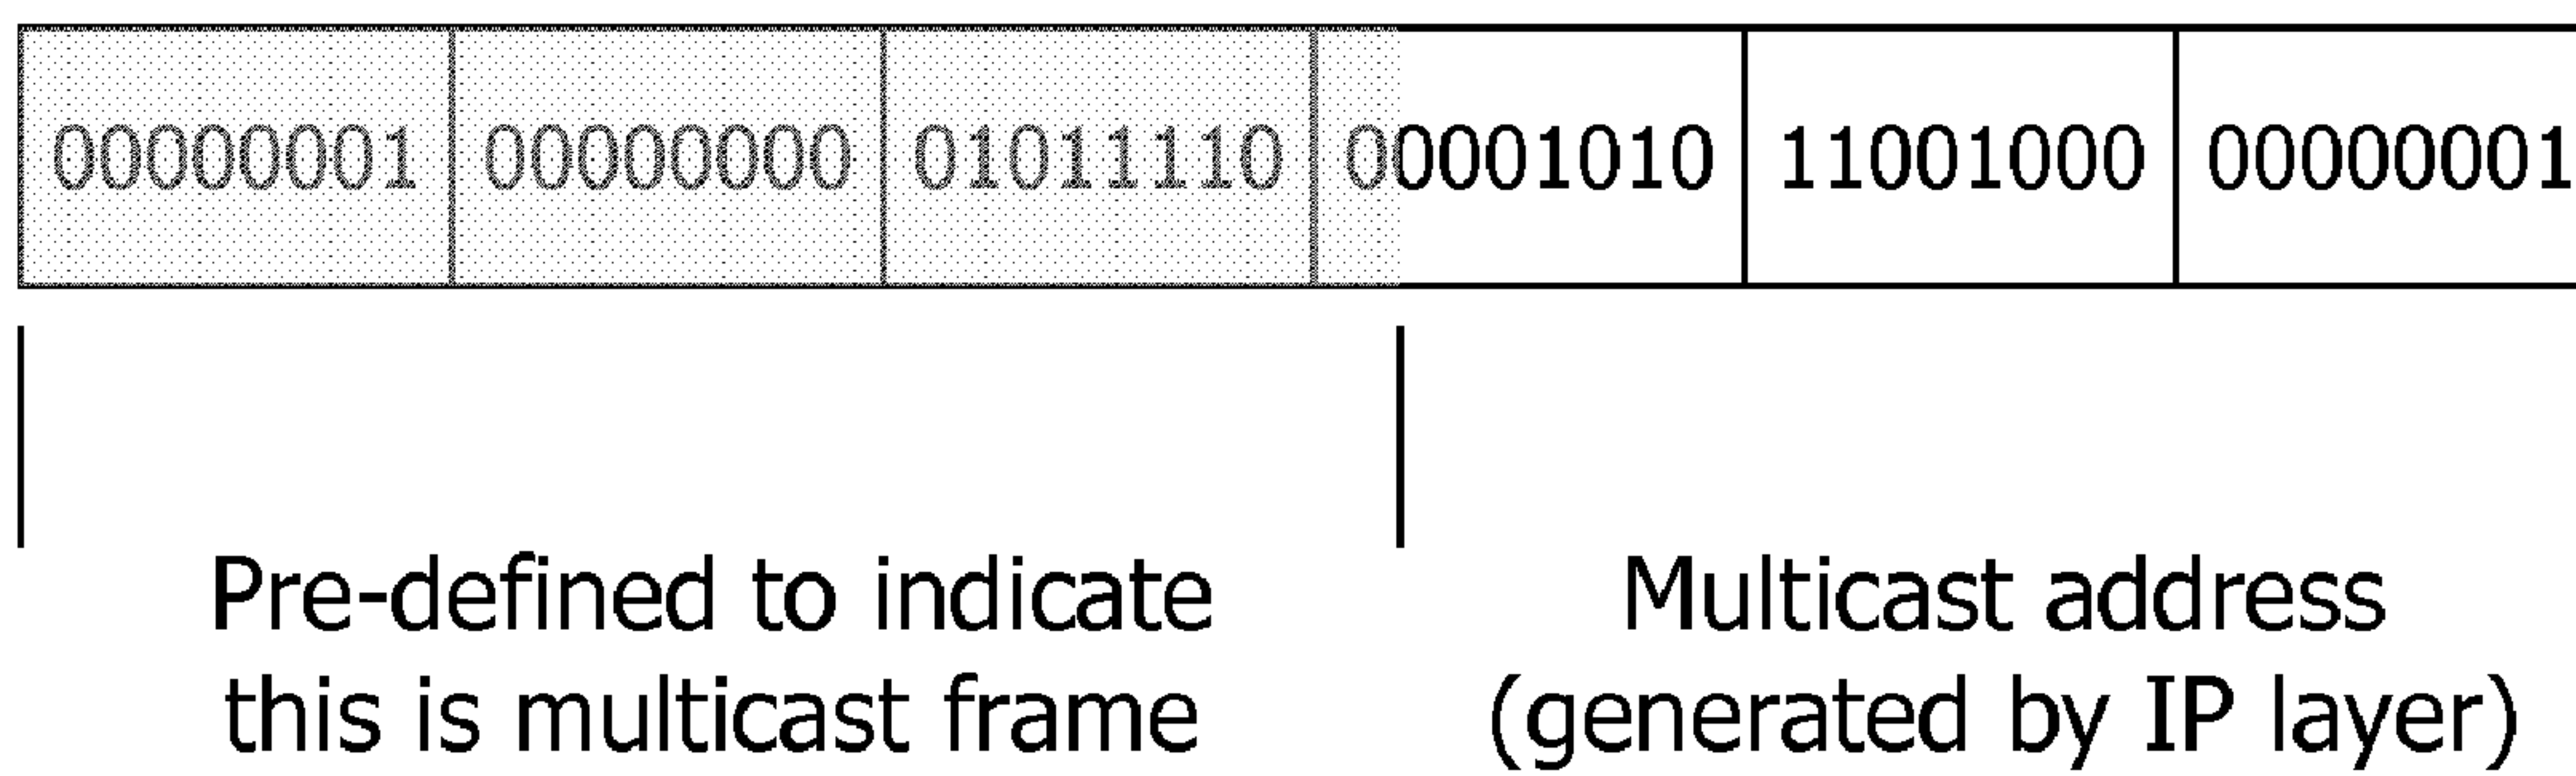 00000001 00000000 01011110 00001010 11001000 00000001
Pre-defined to indicate
this is multicast frame
Multicast address
(generated by IP layer)